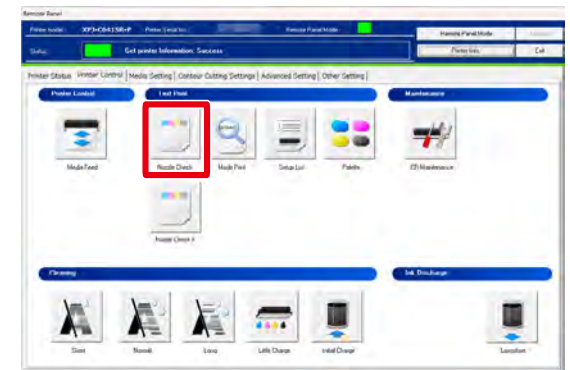 Remote Panel
Printer Model: XPJ-C641SR-P Printer Serial No.: Remote Panel Mode Remote Panel Mode
Status: Get printer Information: Success Printer Info. Exit
Printer Status Printer Control Media Setting Contour Cutting Settings Advanced Setting Other Setting
Printer Control Test Print Maintenance
Media Feed Nozzle Check Mode Print Setup List Palette CR Maintenance
Nozzle Check 2
Cleaning Ink Discharge
Short Normal Long Little Charge Initial Charge